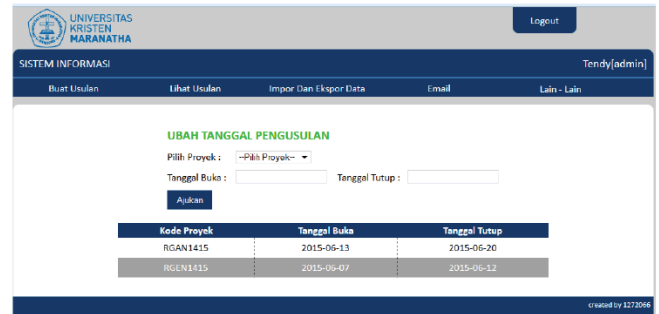 UNIVERSITAS
KRISTEN
MARANATHA
Logout
SISTEM INFORMASI
Tendy[admin]
Buat Usulan Lihat Usulan Impor Dan Ekspor Data Email Lain - Lain
UBAH TANGGAL PENGUSULAN
Pilih Proyek : --Pilih Proyek--
Tanggal Buka : Tanggal Tutup :
Ajukan
Kode Proyek Tanggal Buka Tanggal Tutup
RGAN1415 2015-06-13 2015-06-20
RGEN1415 2015-06-07 2015-06-12
created by 1272066